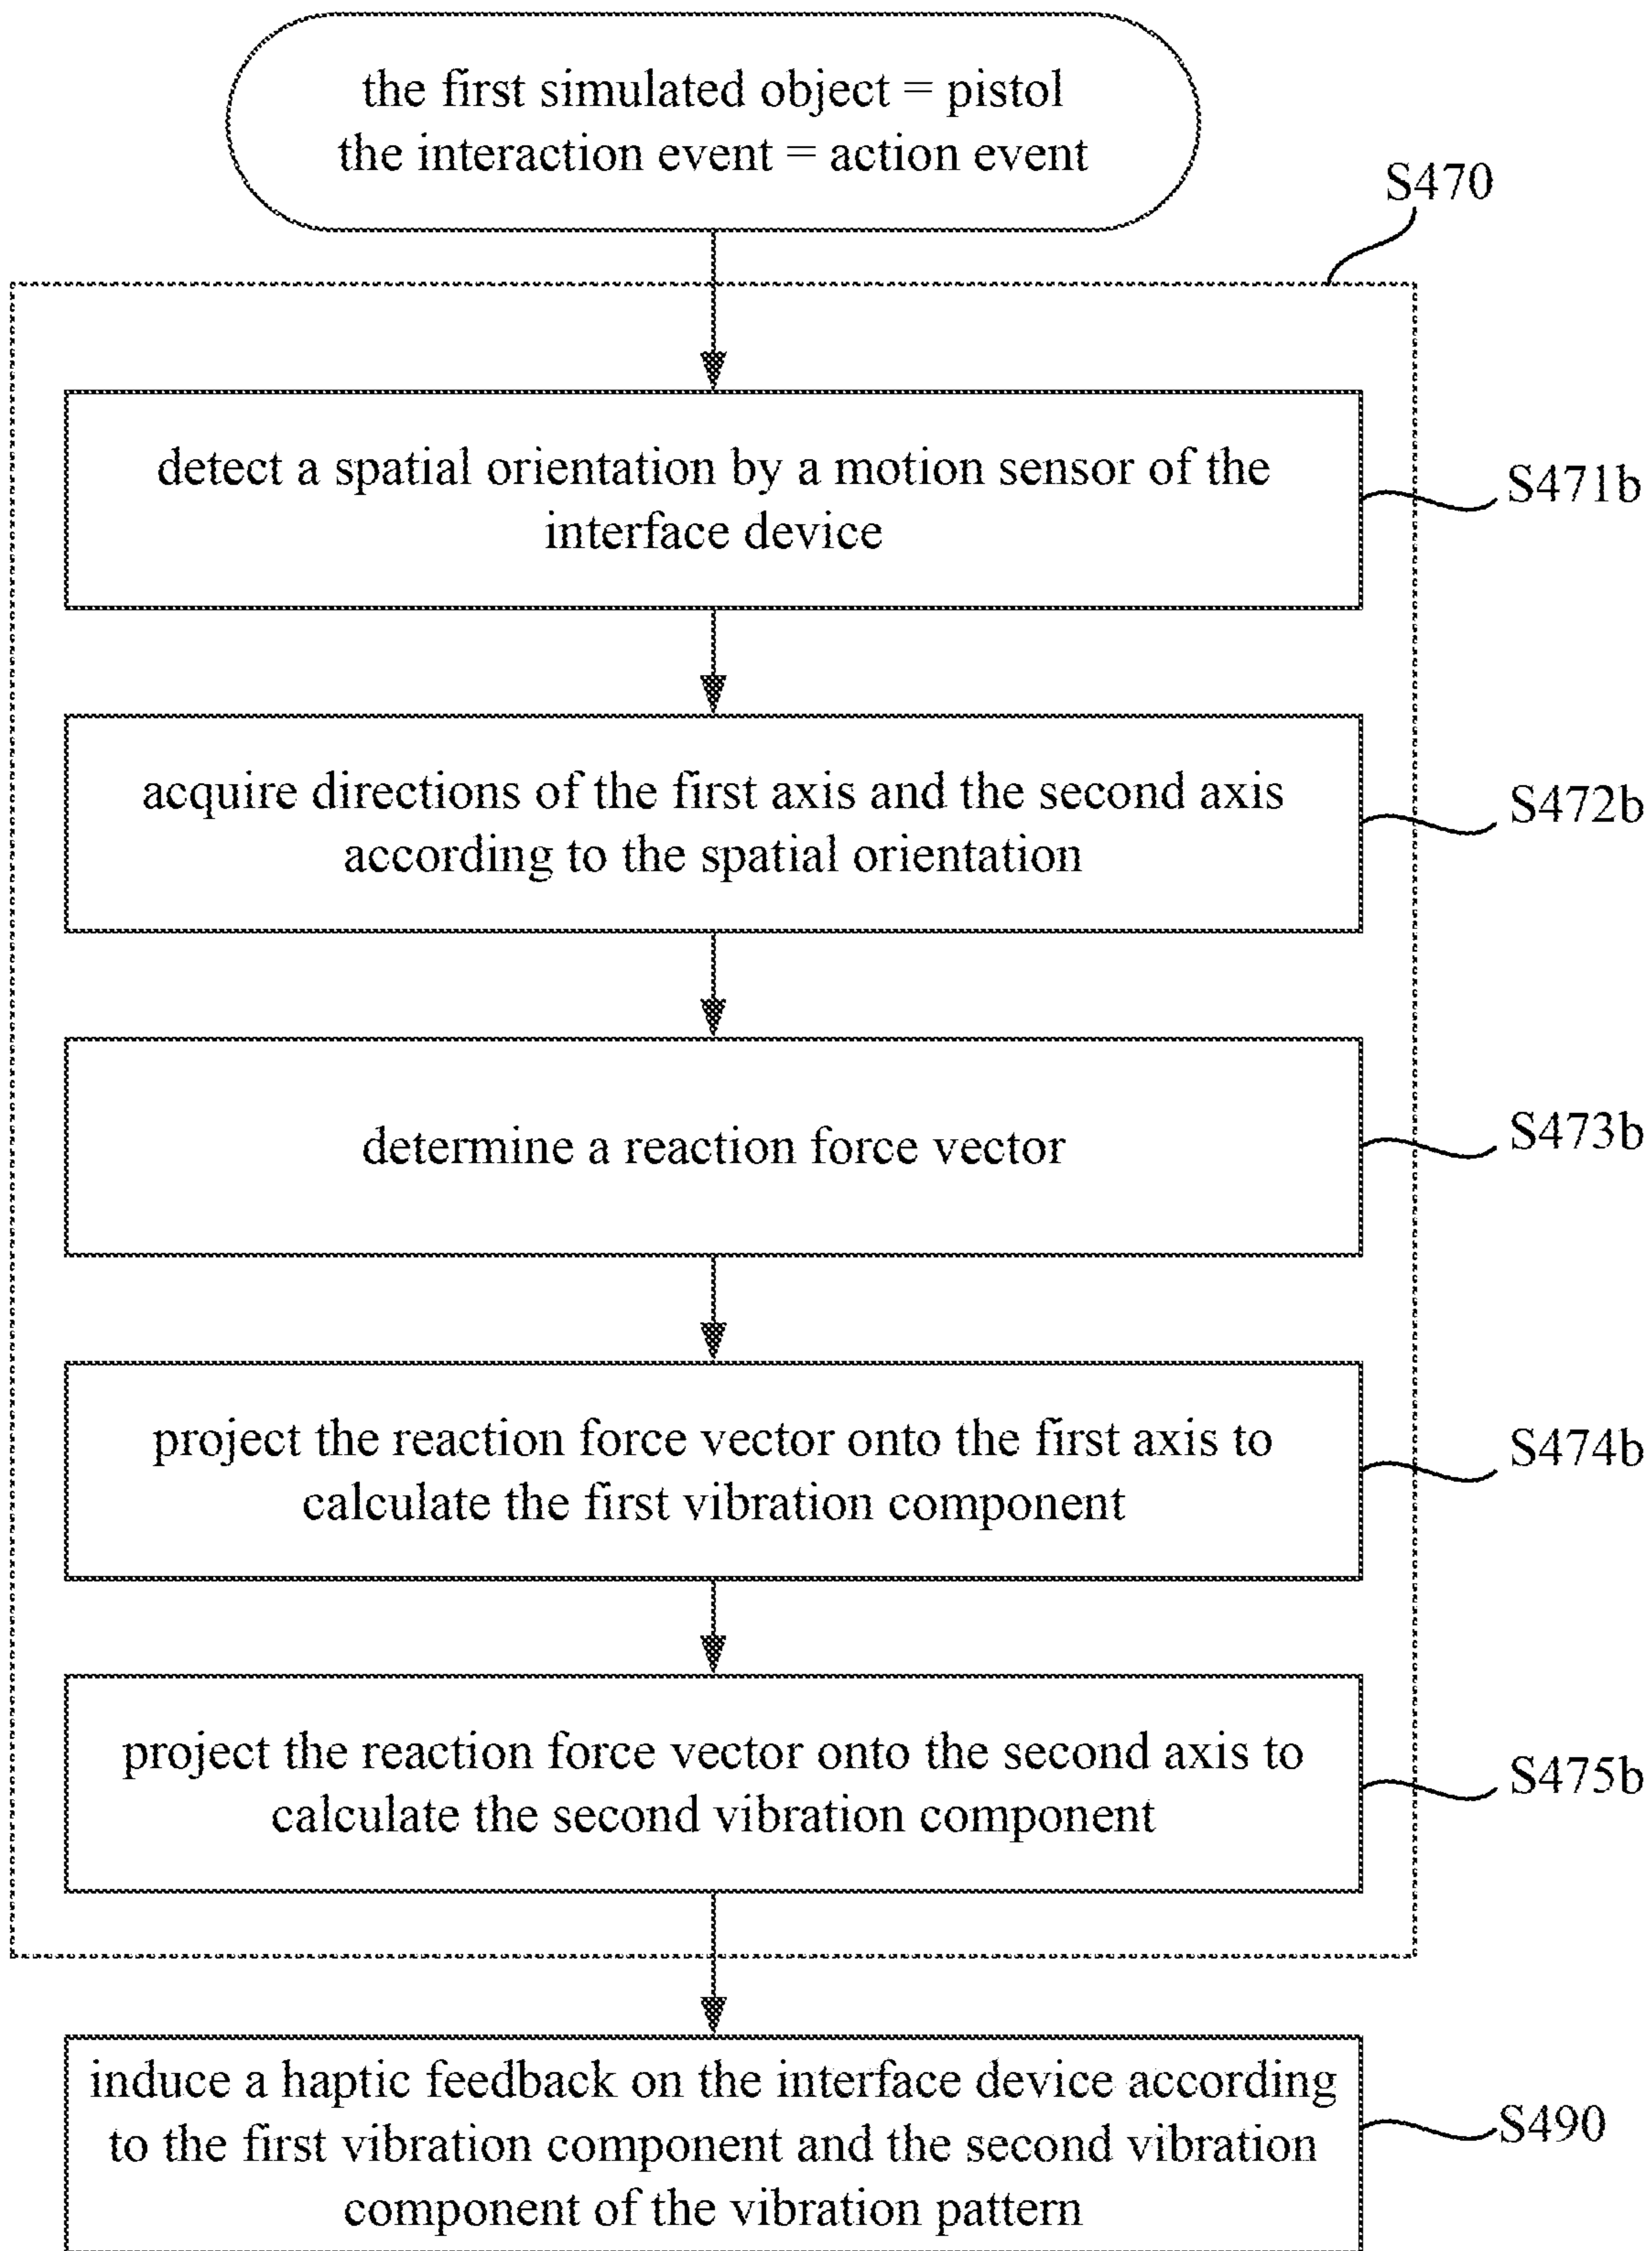 the first simulated object = pistol
the interaction event = action event
S470
detect a spatial orientation by a motion sensor of the
interface device
S471b
acquire directions of the first axis and the second axis
according to the spatial orientation
S472b
determine a reaction force vector
S473b
project the reaction force vector onto the first axis to
calculate the first vibration component
S474b
project the reaction force vector onto the second axis to
calculate the second vibration component
S475b
induce a haptic feedback on the interface device according
to the first vibration component and the second vibration
component of the vibration pattern
S490